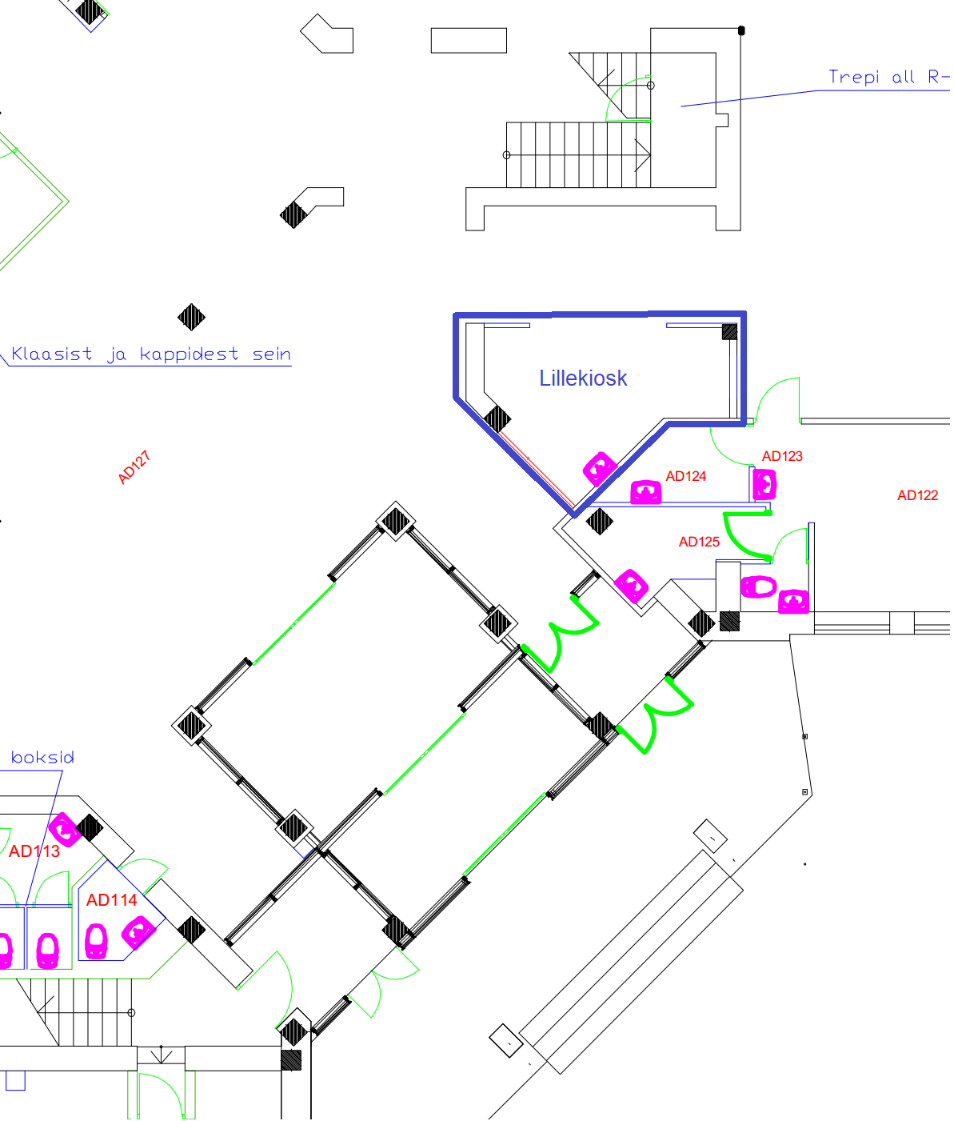 Trepi all R-
Klaasist ja kappidest sein
Lillekiosk
AD127
AD123
AD124
AD122
AD125
boksid
AD113
AD114